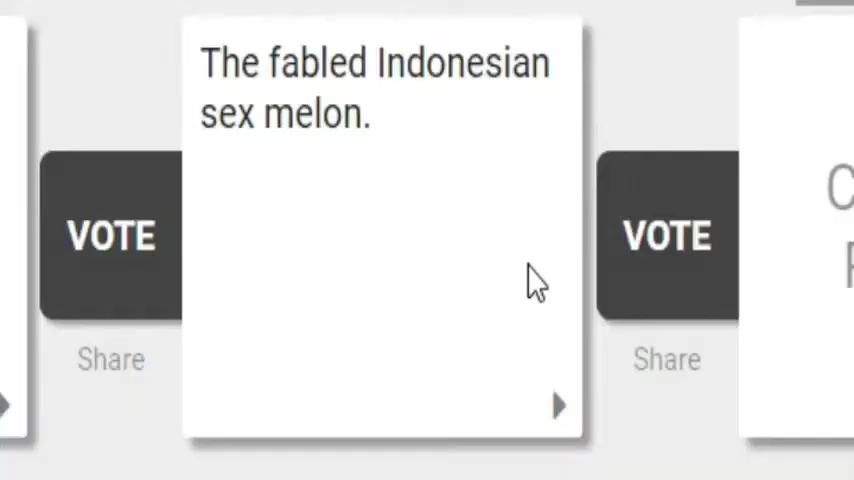 The fabled Indonesian
sex melon.
VOTE
Share
VOTE
Share